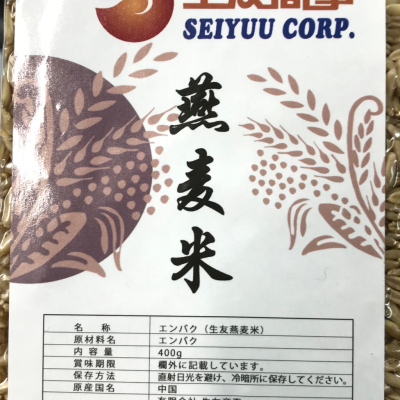 SEIYUU CORP.
燕麦米
名 称 エンバク（生友燕麦米）
原材料名 エンバク
内 容 量 400g
賞味期限 欄外に記載しています。
保存方法 直射日光を避け、冷暗所に保存してください。
原産国名 中国